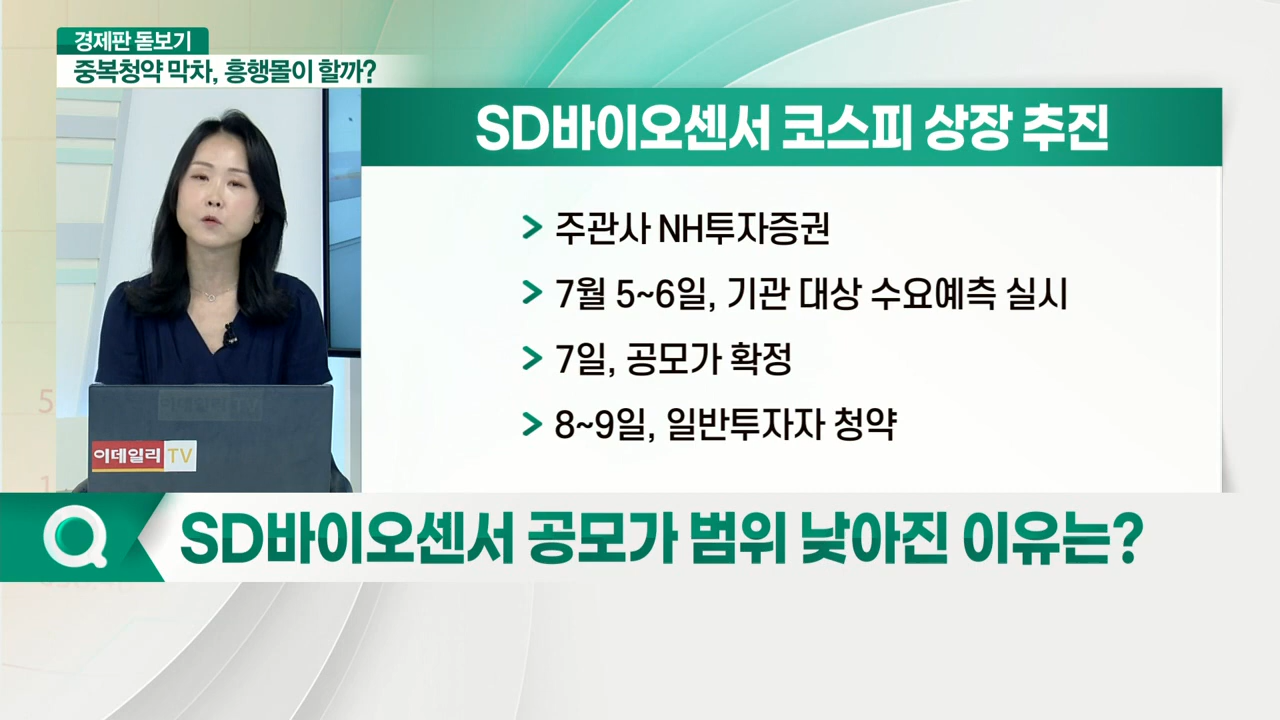 경제판 돋보기
중복청약 막차, 흥행몰이 할까?
SD바이오센서 코스피 상장 추진
> 주관사 NH투자증권
> 7월 5~6일, 기관 대상 수요예측 실시
> 7일, 공모가 확정
> 8~9일, 일반투자자 청약
이데일리 TV
이데일리TV
Q SD바이오센서 공모가 범위 낮아진 이유는?